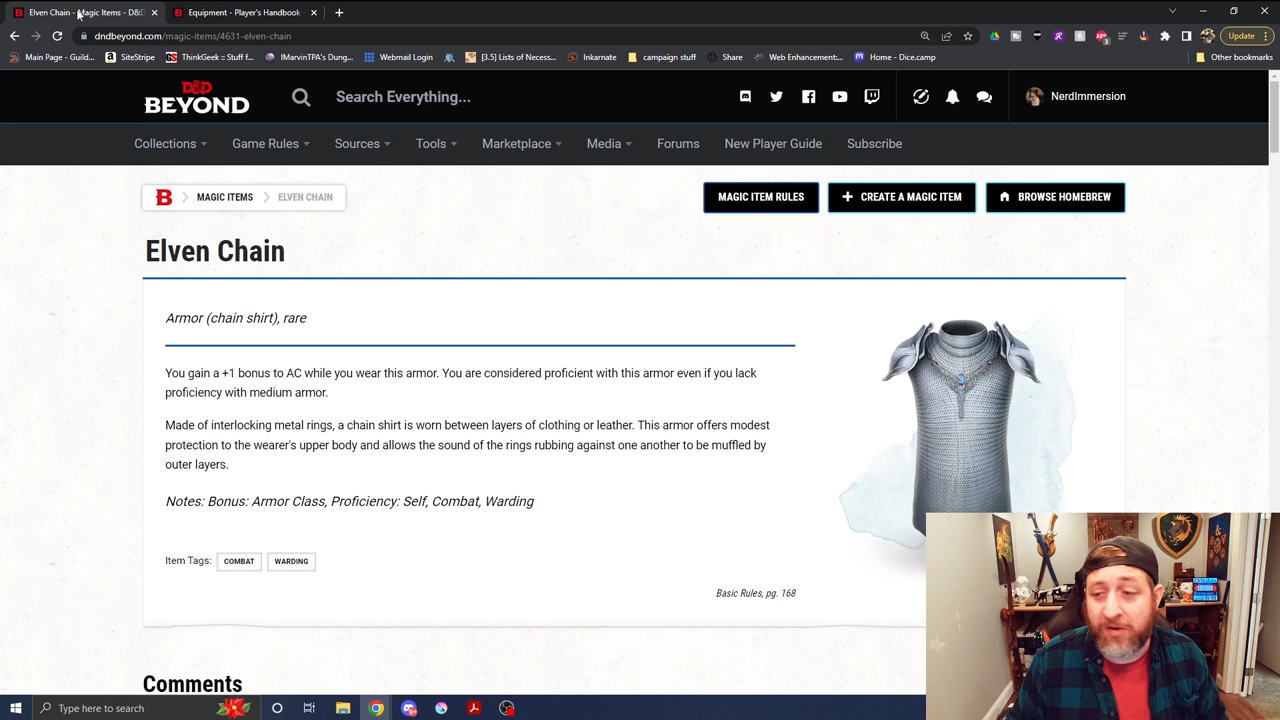 Elven Chain - Magic Items - D&D
Equipment - Player's Handbook -
dndbeyond.com/magic-items/4631-elven-chain
Update
Main Page - Guild...
SiteStripe
ThinkGeek :: Stuff f...
IMarvinTPA's Dung...
Webmail Login
[3.5] Lists of Necess...
Inkarnate
campaign stuff
Share
Web Enhancement:...
Home - Dice.camp
Other bookmarks
D&D
BEYOND
Search Everything...
NerdImmersion
Collections
Game Rules
Sources
Tools
Marketplace
Media
Forums
New Player Guide
Subscribe
B
MAGIC ITEMS
ELVEN CHAIN
MAGIC ITEM RULES
CREATE A MAGIC ITEM
BROWSE HOMEBREW
Elven Chain
Armor (chain shirt), rare
You gain a +1 bonus to AC while you wear this armor. You are considered proficient with this armor even if you lack
proficiency with medium armor.
Made of interlocking metal rings, a chain shirt is worn between layers of clothing or leather. This armor offers modest
protection to the wearer's upper body and allows the sound of the rings rubbing against one another to be muffled by
outer layers.
Notes: Bonus: Armor Class, Proficiency: Self, Combat, Warding
Item Tags:
COMBAT
WARDING
Basic Rules, pg. 168
Comments
Type here to search